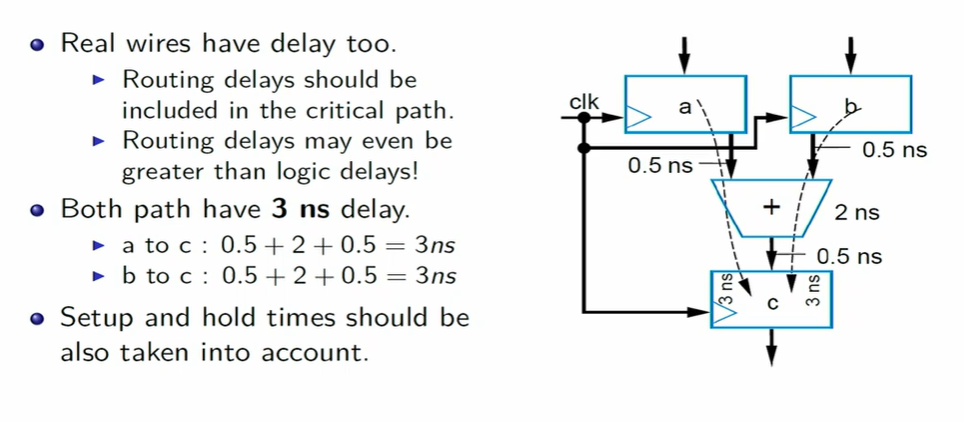 Real wires have delay too.
Routing delays should be
included in the critical path.
Routing delays may even be
greater than logic delays!
Both path have 3 ns delay.
a to c : 0.5 + 2 + 0.5 = 3ns
b to c : 0.5 + 2 + 0.5 = 3ns
Setup and hold times should be
also taken into account.
clk
a
b
0.5 ns
0.5 ns
+
2 ns
0.5 ns
3 ns
c
3 ns